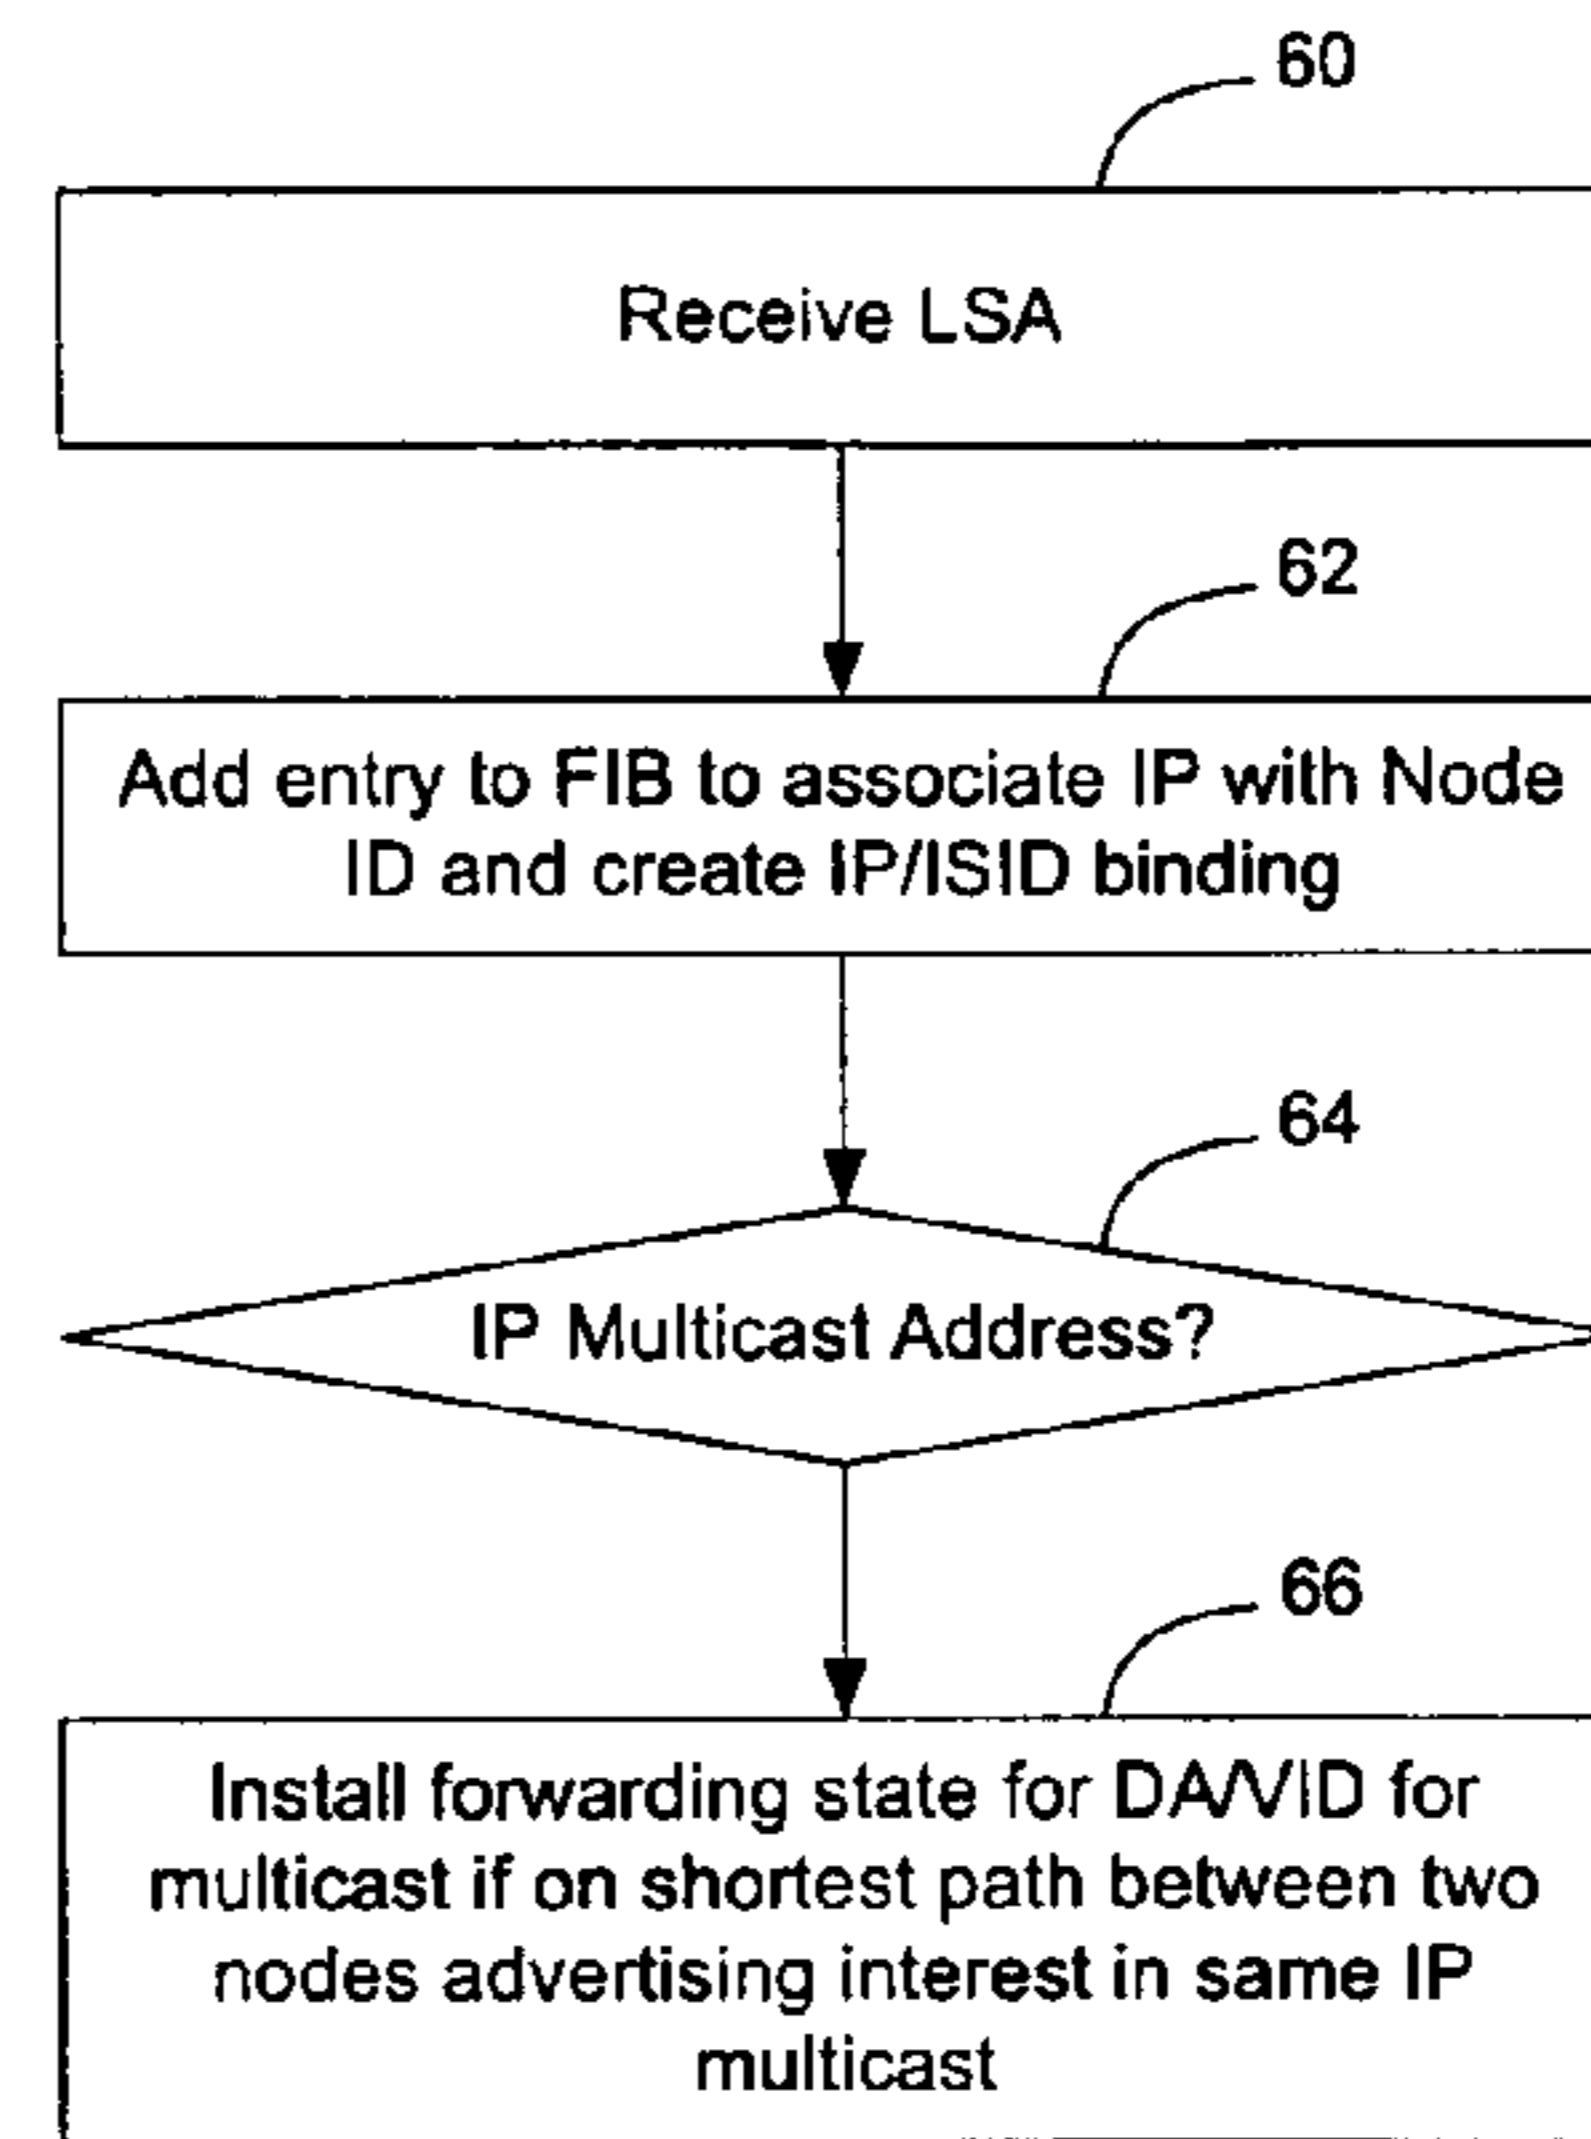 60
Receive LSA
62
Add entry to FIB to associate IP with Node
ID and create IP/ISID binding
64
IP Multicast Address?
66
Install forwarding state for DA/VID for
multicast if on shortest path between two
nodes advertising interest in same IP
multicast